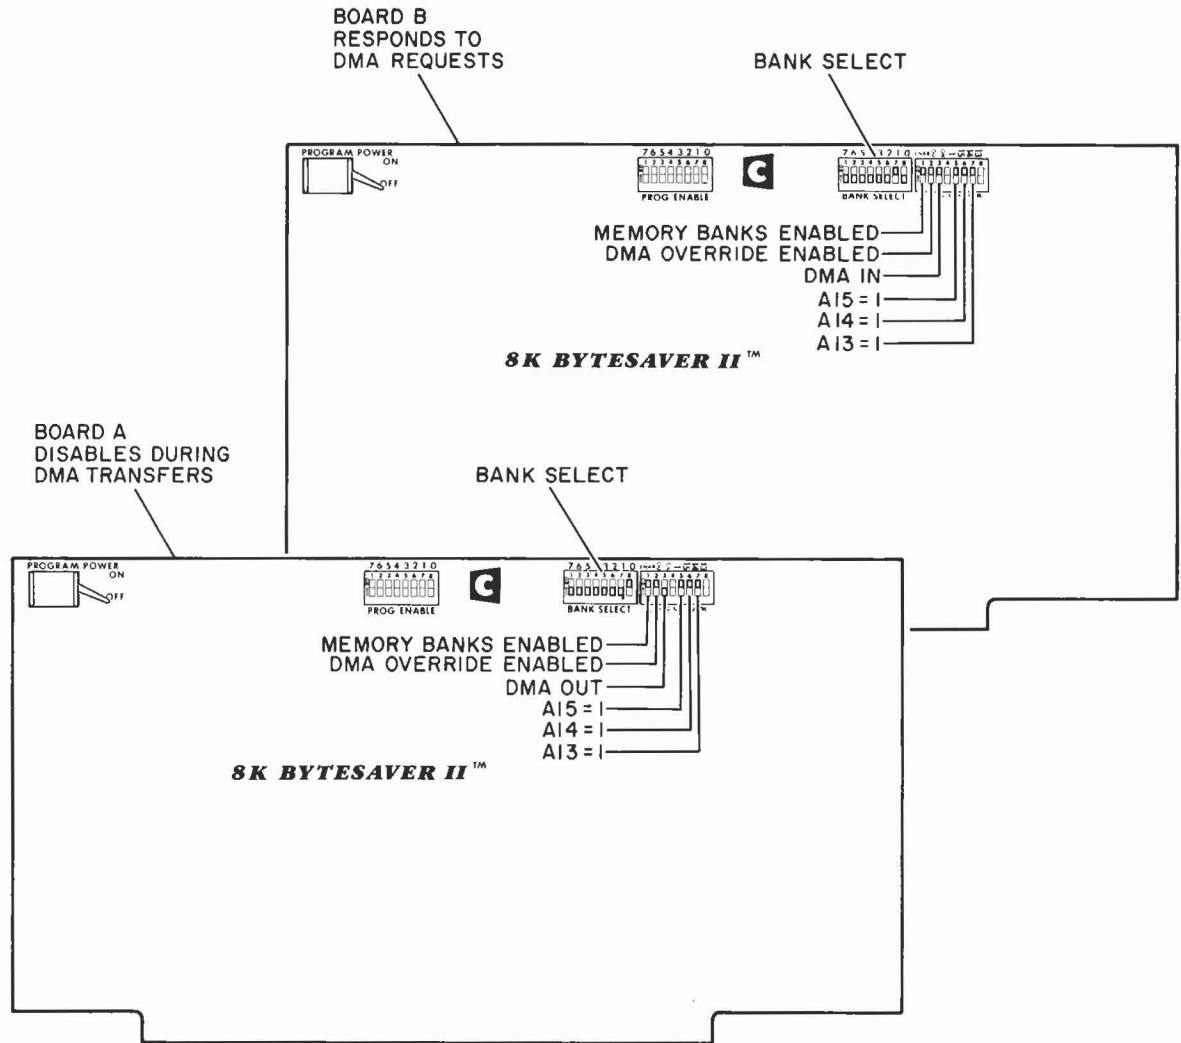 BOARD B
RESPONDS TO
DMA REQUESTS
BANK SELECT
PROGRAM POWER
ON
OFF
7 6 5 4 3 2 1 0
1 2 3 4 5 6 7 8
PROG ENABLE
C
7 6 5 3 2 1 0
1 2 3 4 5 6 7 8
BANK SELECT
1 2 3 4 5 6 7 8
MEMORY BANKS ENABLED
DMA OVERRIDE ENABLED
DMA IN
A15 = 1
A14 = 1
A13 = 1
8K BYTESAVER II™
BOARD A
DISABLES DURING
DMA TRANSFERS
BANK SELECT
PROGRAM POWER
ON
OFF
7 6 5 4 3 2 1 0
1 2 3 4 5 6 7 8
PROG ENABLE
C
7 6 5 3 2 1 0
1 2 3 4 5 6 7 8
BANK SELECT
1 2 3 4 5 6 7 8
MEMORY BANKS ENABLED
DMA OVERRIDE ENABLED
DMA OUT
A15 = 1
A14 = 1
A13 = 1
8K BYTESAVER II™